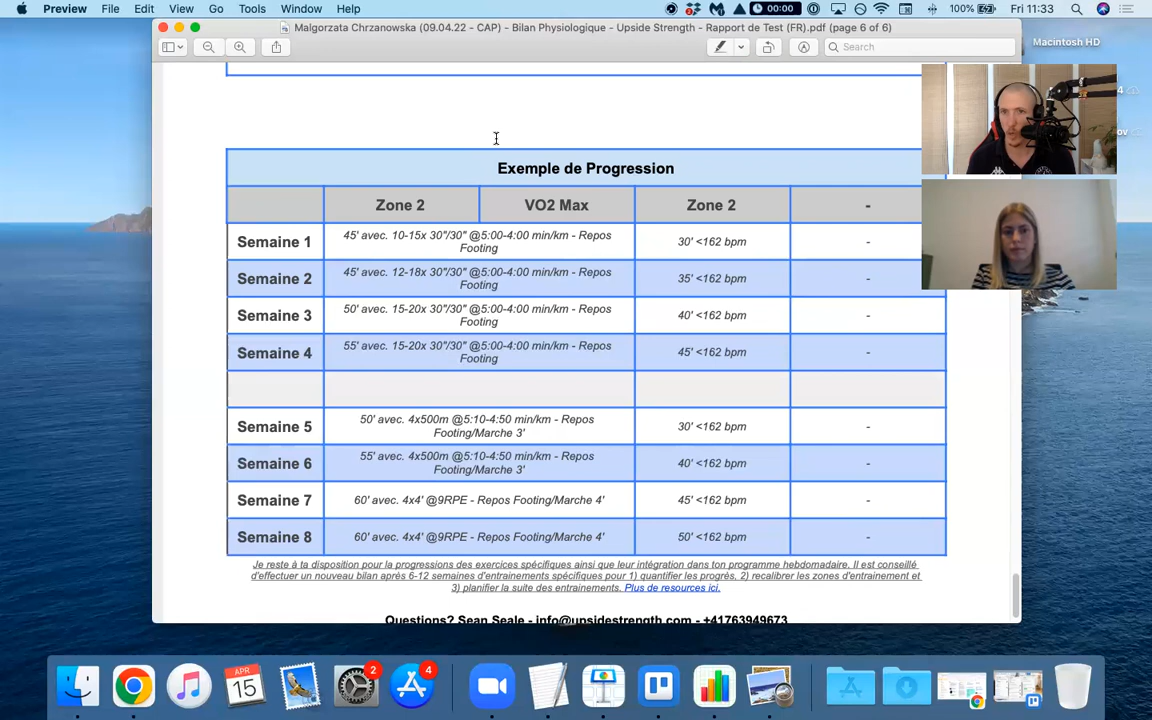 Preview File Edit View Go Tools Window Help 00:00 100% Fri 11:33
Malgorzata Chrzanowska (09.04.22 - CAP) - Bilan Physiologique - Upside Strength - Rapport de Test (FR).pdf (page 6 of 6)
Macintosh HD
Search
4
ov
Exemple de Progression
Zone 2 VO2 Max Zone 2 -
Semaine 1 45' avec. 10-15x 30"/30" @5:00-4:00 min/km - Repos Footing 30' <162 bpm -
Semaine 2 45' avec. 12-18x 30"/30" @5:00-4:00 min/km - Repos Footing 35' <162 bpm -
Semaine 3 50' avec. 15-20x 30"/30" @5:00-4:00 min/km - Repos Footing 40' <162 bpm -
Semaine 4 55' avec. 15-20x 30"/30" @5:00-4:00 min/km - Repos Footing 45' <162 bpm -
Semaine 5 50' avec. 4x500m @5:10-4:50 min/km - Repos Footing/Marche 3' 30' <162 bpm -
Semaine 6 55' avec. 4x500m @5:10-4:50 min/km - Repos Footing/Marche 3' 40' <162 bpm -
Semaine 7 60' avec. 4x4' @9RPE - Repos Footing/Marche 4' 45' <162 bpm -
Semaine 8 60' avec. 4x4' @9RPE - Repos Footing/Marche 4' 50' <162 bpm -
Je reste à ta disposition pour la progressions des exercices spécifiques ainsi que leur intégration dans ton programme hebdomadaire. Il est conseillé
d'effectuer un nouveau bilan après 6-12 semaines d'entrainements spécifiques pour 1) quantifier les progrès, 2) recalibrer les zones d'entrainement et
3) planifier la suite des entrainements. Plus de resources ici.
Questions? Sean Seale - info@upsidestrength.com - +41763949673
APR
15
2
4